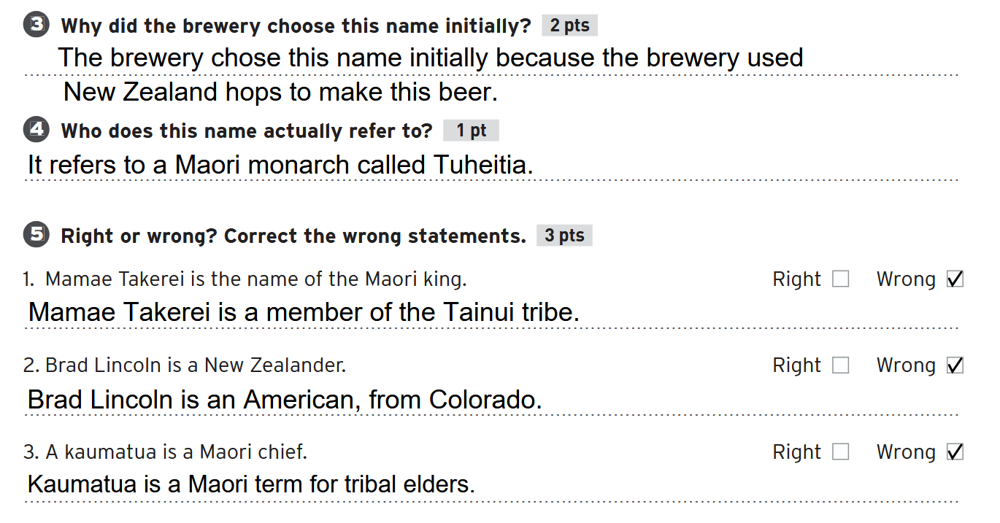 3 Why did the brewery choose this name initially? 2 pts
The brewery chose this name initially because the brewery used
New Zealand hops to make this beer.
4 Who does this name actually refer to? 1 pt
It refers to a Maori monarch called Tuheitia.
5 Right or wrong? Correct the wrong statements. 3 pts
1. Mamae Takerei is the name of the Maori king. Right Wrong
Mamae Takerei is a member of the Tainui tribe.
2. Brad Lincoln is a New Zealander. Right Wrong
Brad Lincoln is an American, from Colorado.
3. A kaumatua is a Maori chief. Right Wrong
Kaumatua is a Maori term for tribal elders.